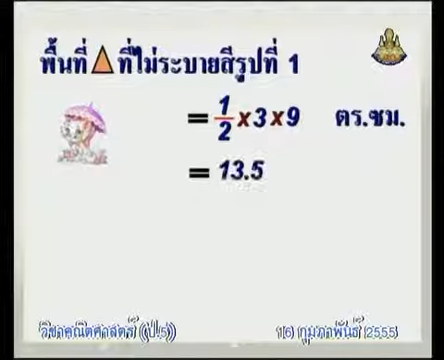 พื้นที่ ที่ไม่ระบายสีรูปที่ 1
= 1/2 x 3 x 9 ตร.ซม.
= 13.5
วิชาคณิตศาสตร์ (ป.5) 16 กุมภาพันธ์ 2555